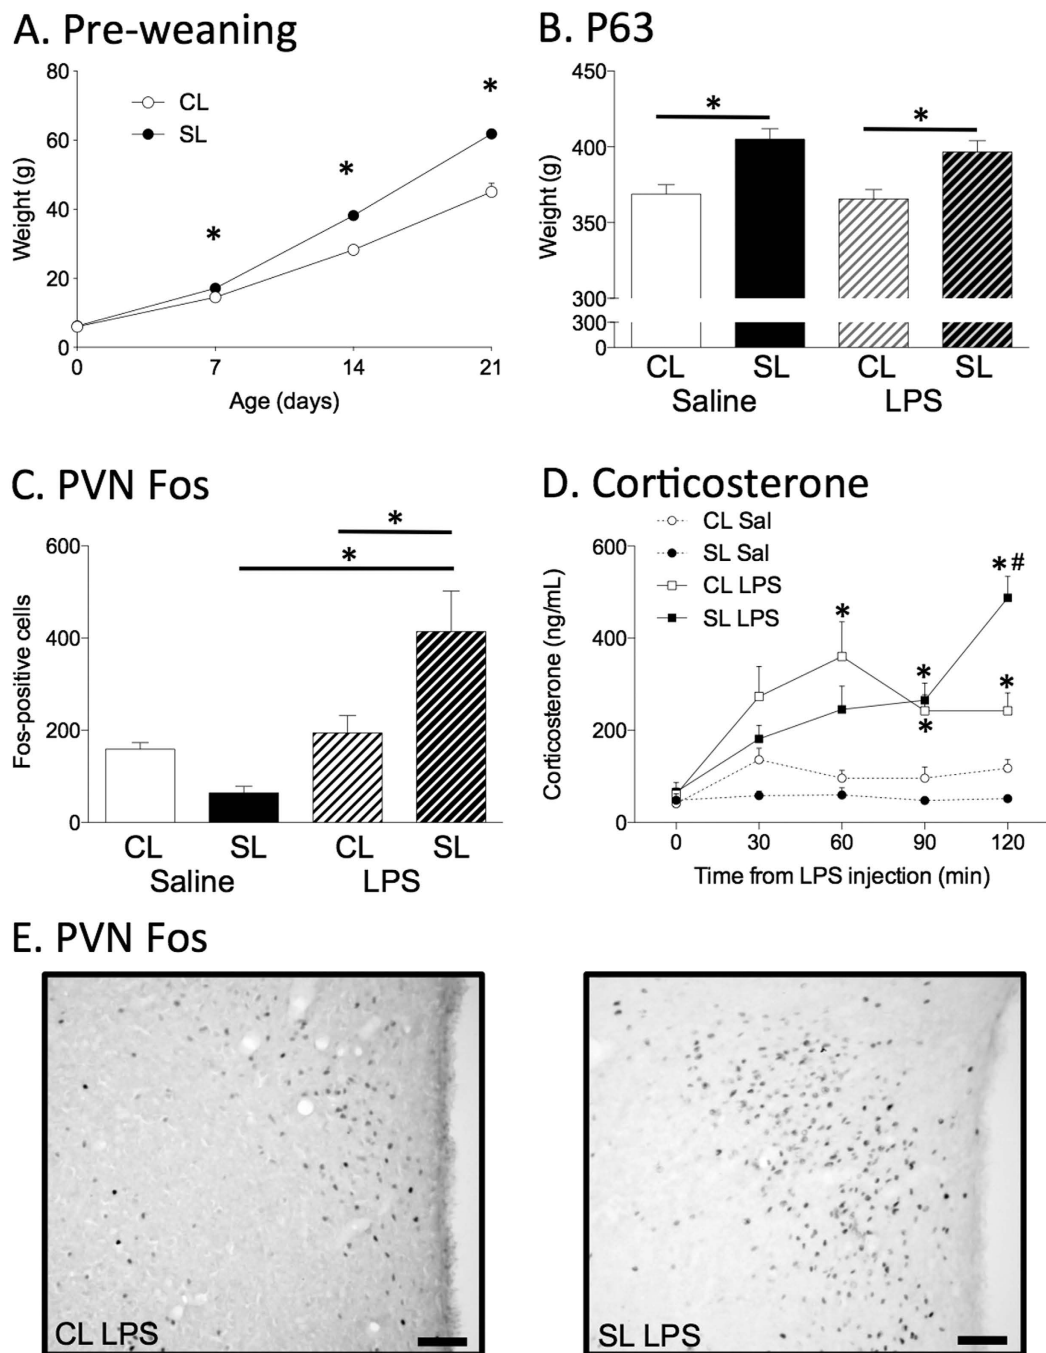 A. Pre-weaning
80
60
40
20
0
Weight (g)
CL
SL
*
*
*
0 7 14 21
Age (days)
B. P63
450
400
350
300
300
0
Weight (g)
*
*
CL SL CL SL
Saline LPS
C. PVN Fos
600
400
200
0
Fos-positive cells
*
*
CL SL CL SL
Saline LPS
D. Corticosterone
CL Sal
SL Sal
CL LPS
SL LPS
600
400
200
0
Corticosterone (ng/mL)
*
*
*
*#
*
0 30 60 90 120
Time from LPS injection (min)
E. PVN Fos
CL LPS
SL LPS